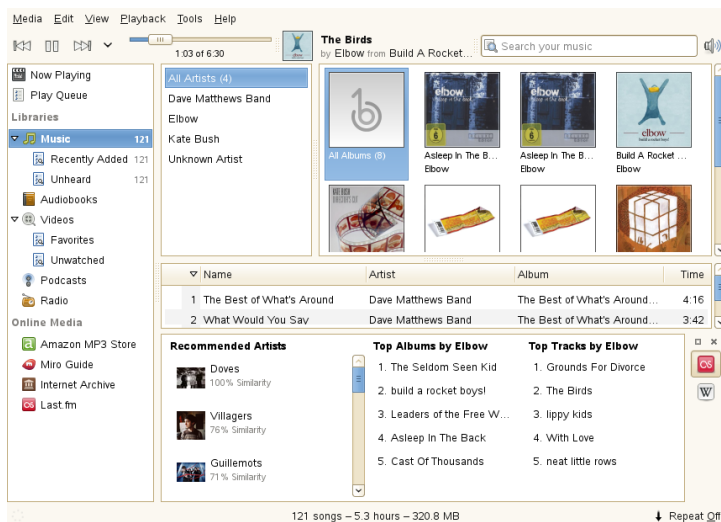 Media Edit View Playback Tools Help
1:03 of 6:30
The Birds
by Elbow from Build A Rocket...
Search your music
Now Playing
Play Queue
Libraries
Music 121
Recently Added 121
Unheard 121
Audiobooks
Videos
Favorites
Unwatched
Podcasts
Radio
Online Media
Amazon MP3 Store
Miro Guide
Internet Archive
Last.fm
All Artists (4)
Dave Matthews Band
Elbow
Kate Bush
Unknown Artist
All Albums (8)
elbow
6
Asleep In The B...
Elbow
elbow
6
Asleep In The B...
Elbow
elbow
Build A Rocket ...
Elbow
KATE BUSH
Name Artist Album Time
1 The Best of What's Around Dave Matthews Band The Best of What's Around... 4:16
2 What Would You Say Dave Matthews Band The Best of What's Around... 3:42
Recommended Artists
Doves
100% Similarity
Villagers
76% Similarity
Guillemots
71% Similarity
Top Albums by Elbow
1. The Seldom Seen Kid
2. build a rocket boys!
3. Leaders of the Free W...
4. Asleep In The Back
5. Cast Of Thousands
Top Tracks by Elbow
1. Grounds For Divorce
2. The Birds
3. lippy kids
4. With Love
5. neat little rows
W
121 songs – 5.3 hours – 320.8 MB
Repeat Off